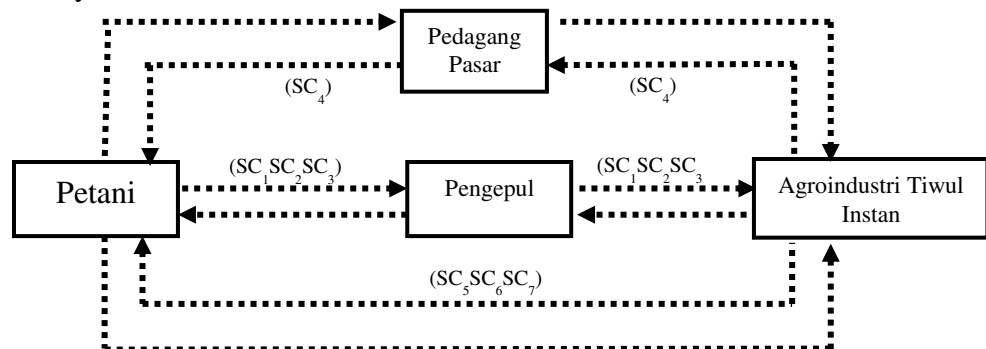 Pedagang
Pasar
(SC₄)
(SC₄)
(SC₁SC₂SC₃)
(SC₁SC₂SC₃
Petani
Pengepul
Agroindustri Tiwul
Instan
(SC₅SC₆SC₇)